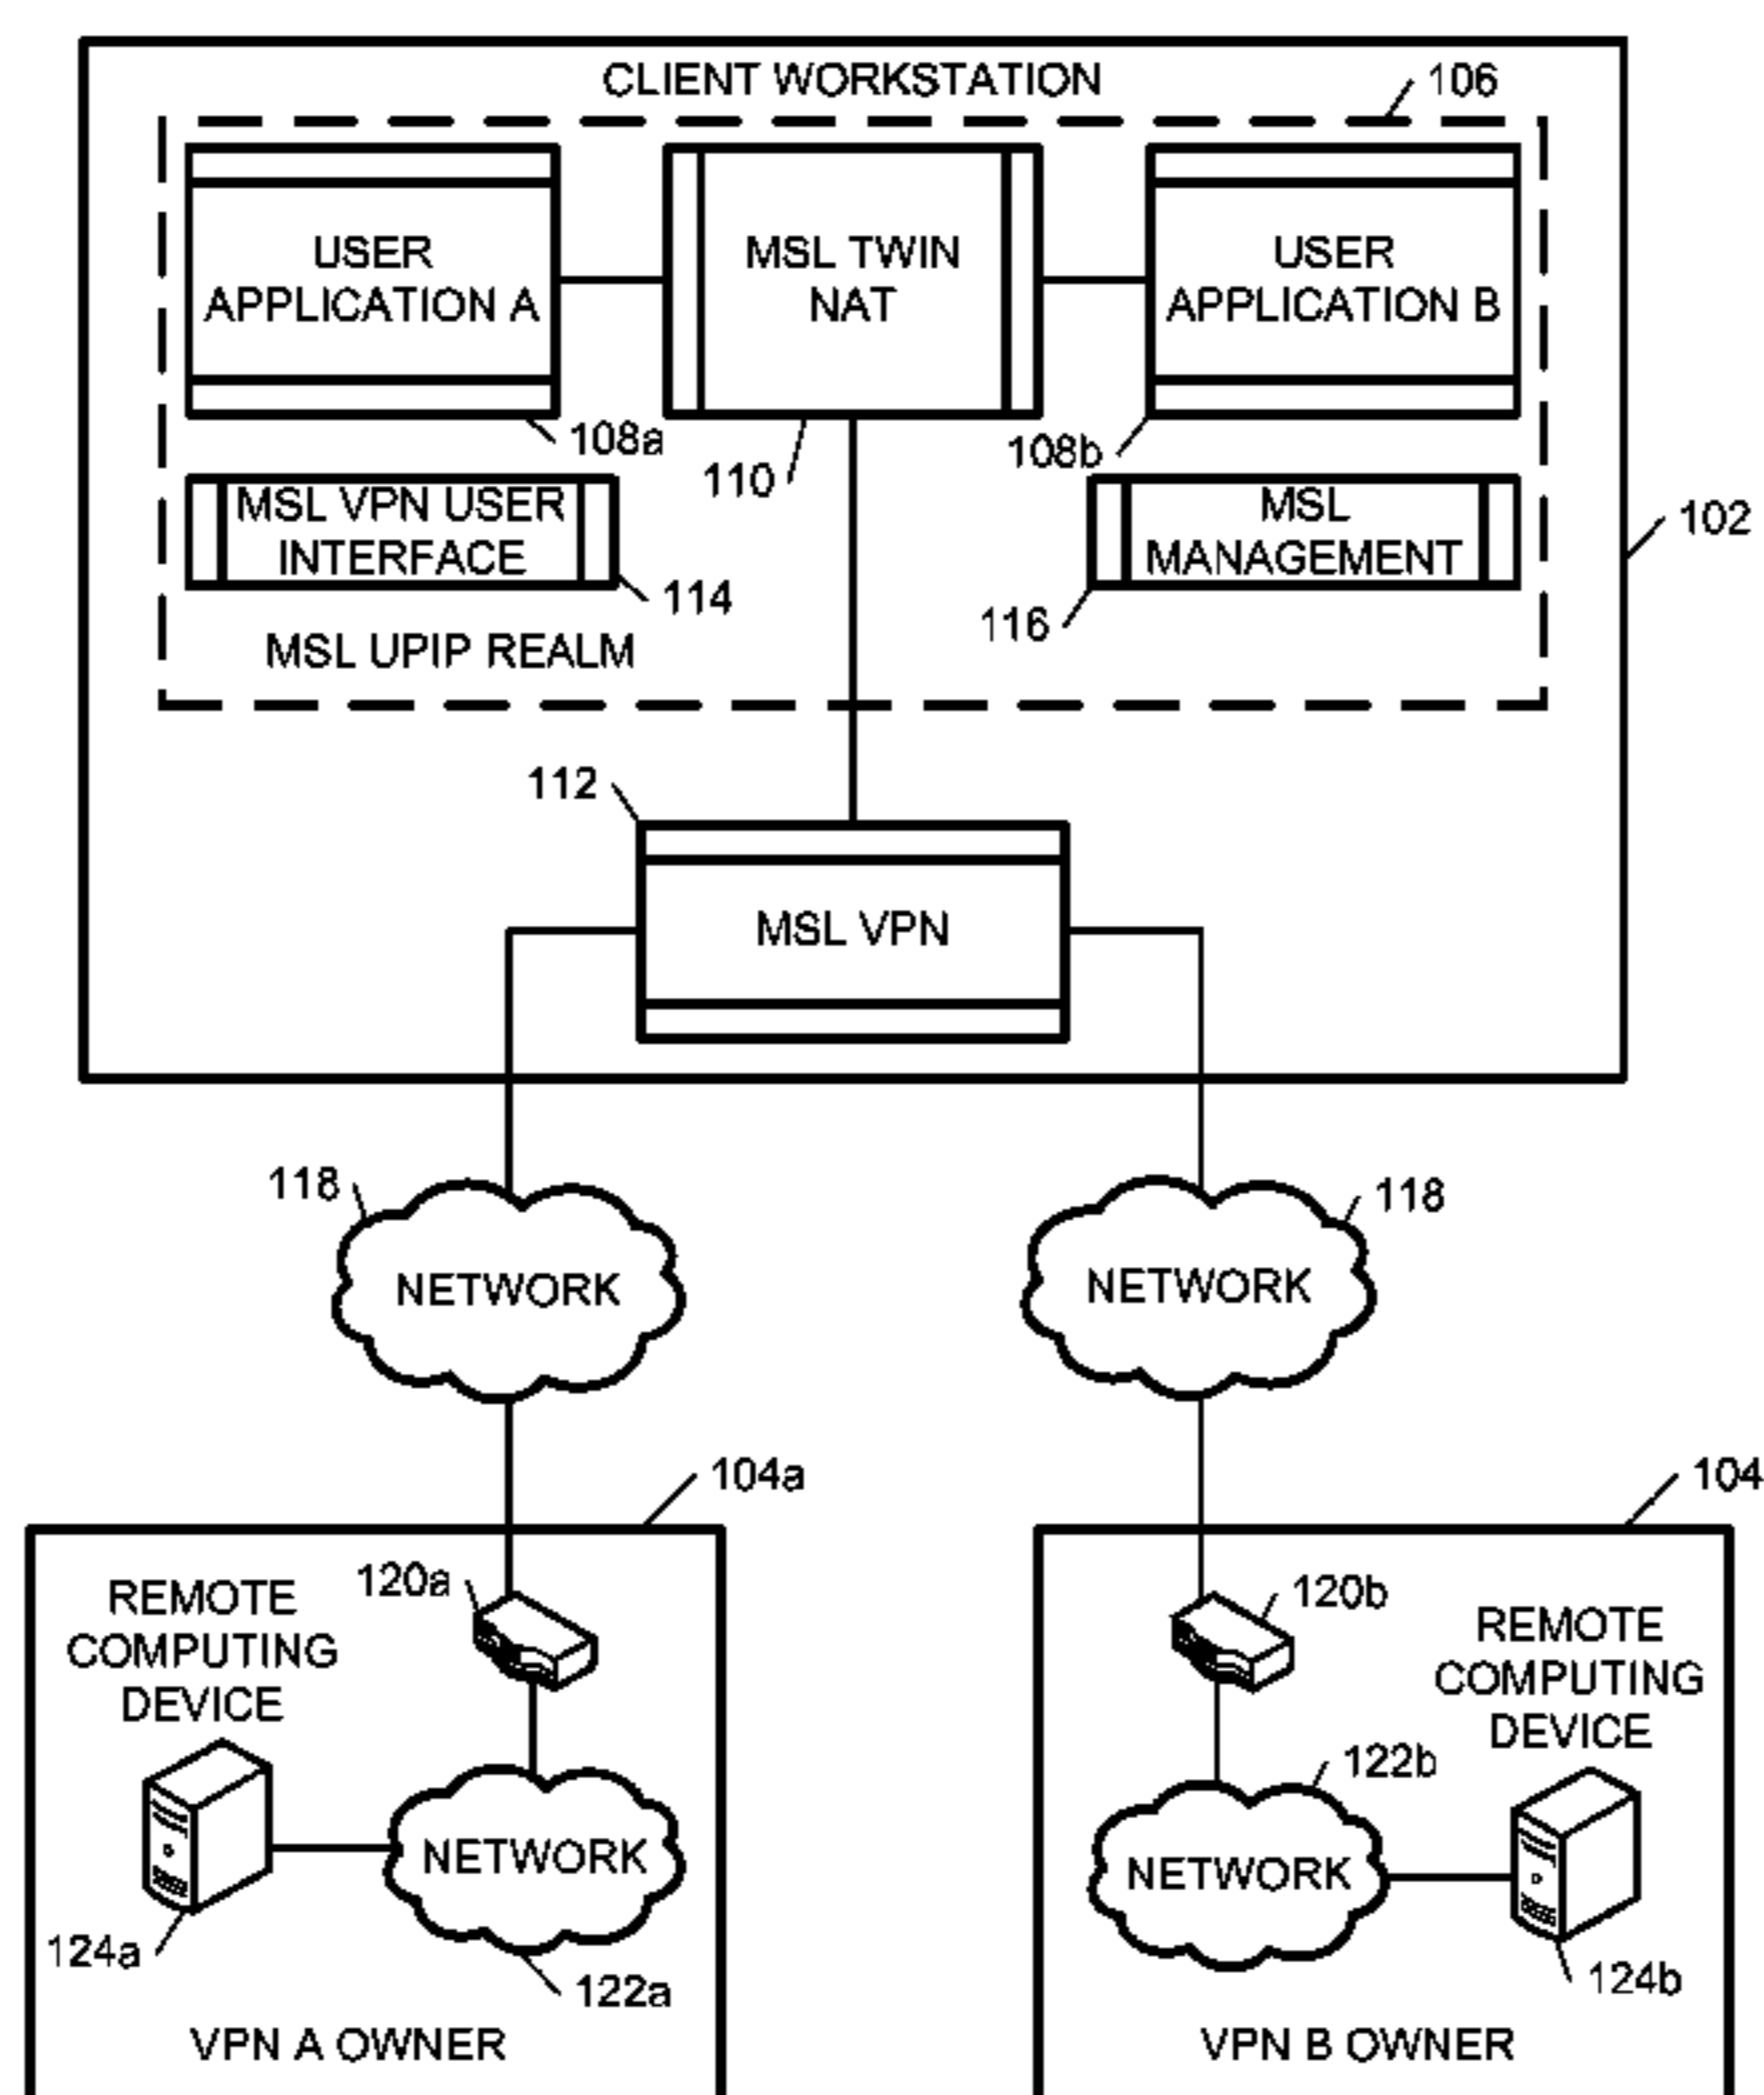 CLIENT WORKSTATION
106
USER
APPLICATION A
MSL TWIN
NAT
USER
APPLICATION B
108a
110
108b
MSL VPN USER
INTERFACE
MSL
MANAGEMENT
102
114
116
MSL UPIP REALM
112
MSL VPN
118
118
NETWORK
NETWORK
104a
104
REMOTE
COMPUTING
DEVICE
120a
120b
REMOTE
COMPUTING
DEVICE
122b
NETWORK
NETWORK
124a
122a
124b
VPN A OWNER
VPN B OWNER